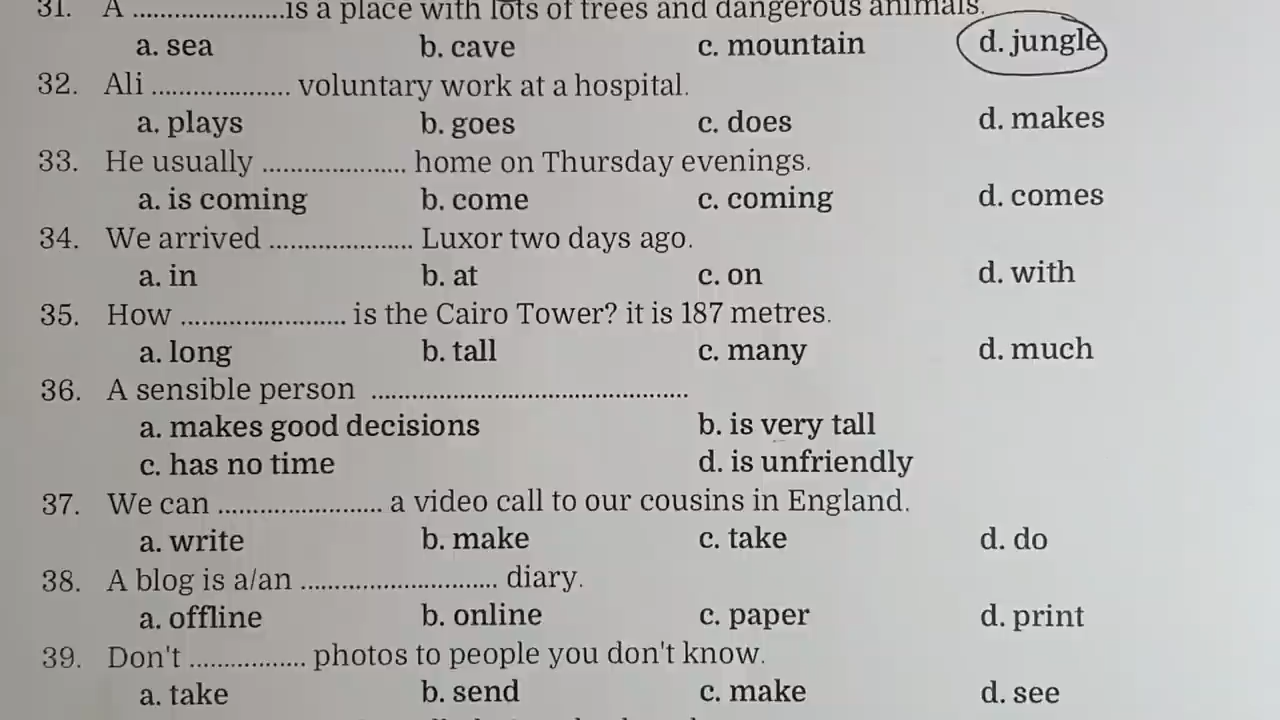 31. A ......................is a place with lots of trees and dangerous animals.
a. sea b. cave c. mountain d. jungle
32. Ali .................... voluntary work at a hospital.
a. plays b. goes c. does d. makes
33. He usually ..................... home on Thursday evenings.
a. is coming b. come c. coming d. comes
34. We arrived ..................... Luxor two days ago.
a. in b. at c. on d. with
35. How ........................ is the Cairo Tower? it is 187 metres.
a. long b. tall c. many d. much
36. A sensible person ...............................................
a. makes good decisions b. is very tall
c. has no time d. is unfriendly
37. We can ........................ a video call to our cousins in England.
a. write b. make c. take d. do
38. A blog is a/an ............................. diary.
a. offline b. online c. paper d. print
39. Don't ................. photos to people you don't know.
a. take b. send c. make d. see